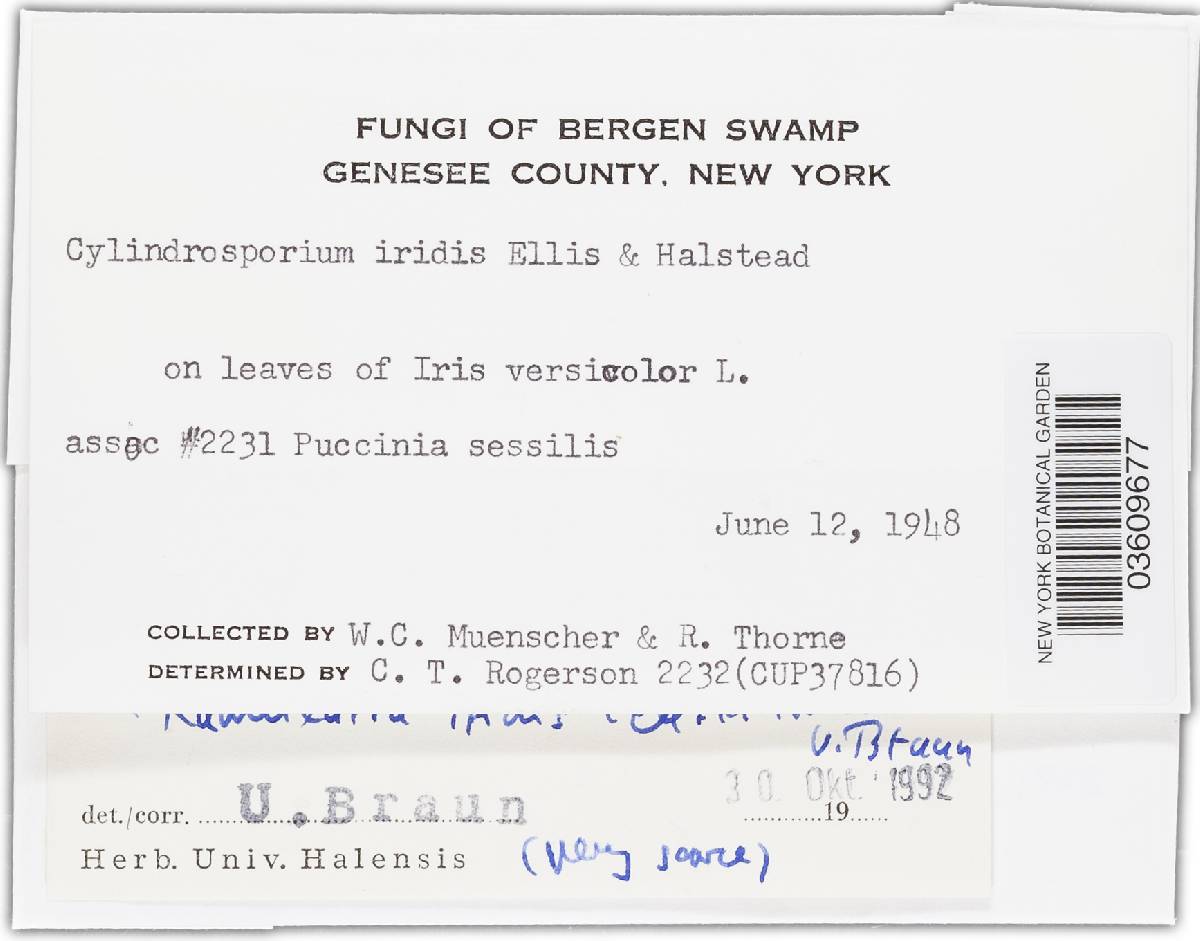 FUNGI OF BERGEN SWAMP
GENESEE COUNTY, NEW YORK
Cylindrosporium iridis Ellis & Halstead
on leaves of Iris versicolor L.
assoc #2231 Puccinia sessilis
June 12, 1948
COLLECTED BY W.C. Muenscher & R. Thorne
DETERMINED BY C. T. Rogerson 2232(CUP37816)
NEW YORK BOTANICAL GARDEN
03609677
U. Braun
30. Okt. 1992
det./corr. U. Braun 19
Herb. Univ. Halensis (very scarce)